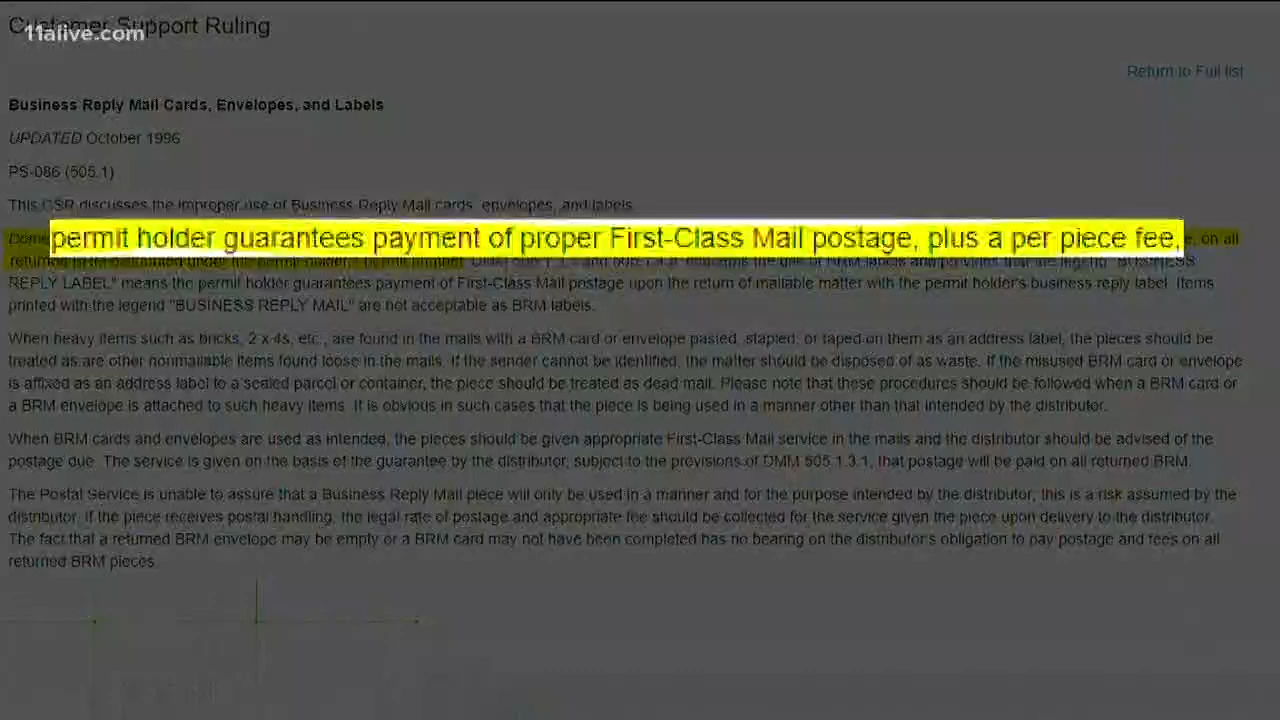 Customer Support Ruling
11alive.com
Return to Full list
Business Reply Mail Cards, Envelopes, and Labels
UPDATED October 1996
PS-086 (505.1)
This CSR discusses the improper use of Business Reply Mail cards, envelopes, and labels.
permit holder guarantees payment of proper First-Class Mail postage, plus a per piece fee,
on all
REPLY LABEL" means the permit holder guarantees payment of First-Class Mail postage upon the return of mailable matter with the permit holder's business reply label. Items
printed with the legend "BUSINESS REPLY MAIL" are not acceptable as BRM labels.
When heavy items such as bricks, 2 x 4s, etc., are found in the mails with a BRM card or envelope pasted, stapled, or taped on them as an address label, the pieces should be
treated as are other nonmailable items found loose in the mails. If the sender cannot be identified, the matter should be disposed of as waste. If the misused BRM card or envelope
is affixed as an address label to a sealed parcel or container, the piece should be treated as dead mail. Please note that these procedures should be followed when a BRM card or
a BRM envelope is attached to such heavy items. It is obvious in such cases that the piece is being used in a manner other than that intended by the distributor.
When BRM cards and envelopes are used as intended, the pieces should be given appropriate First-Class Mail service in the mails and the distributor should be advised of the
postage due. The service is given on the basis of the guarantee by the distributor, subject to the provisions of DMM 505.1.3.1, that postage will be paid on all returned BRM.
The Postal Service is unable to assure that a Business Reply Mail piece will only be used in a manner and for the purpose intended by the distributor; this is a risk assumed by the
distributor. If the piece receives postal handling, the legal rate of postage and appropriate fee should be collected for the service given the piece upon delivery to the distributor.
The fact that a returned BRM envelope may be empty or a BRM card may not have been completed has no bearing on the distributor's obligation to pay postage and fees on all
returned BRM pieces.